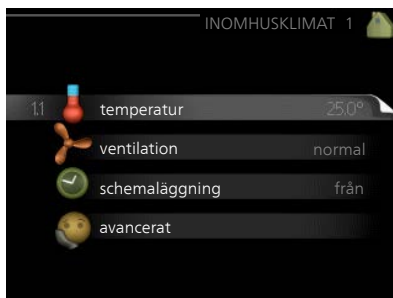 INOMHUSKLIMAT 1
1.1 temperatur 25.0°
ventilation normal
schemaläggning från
avancerat